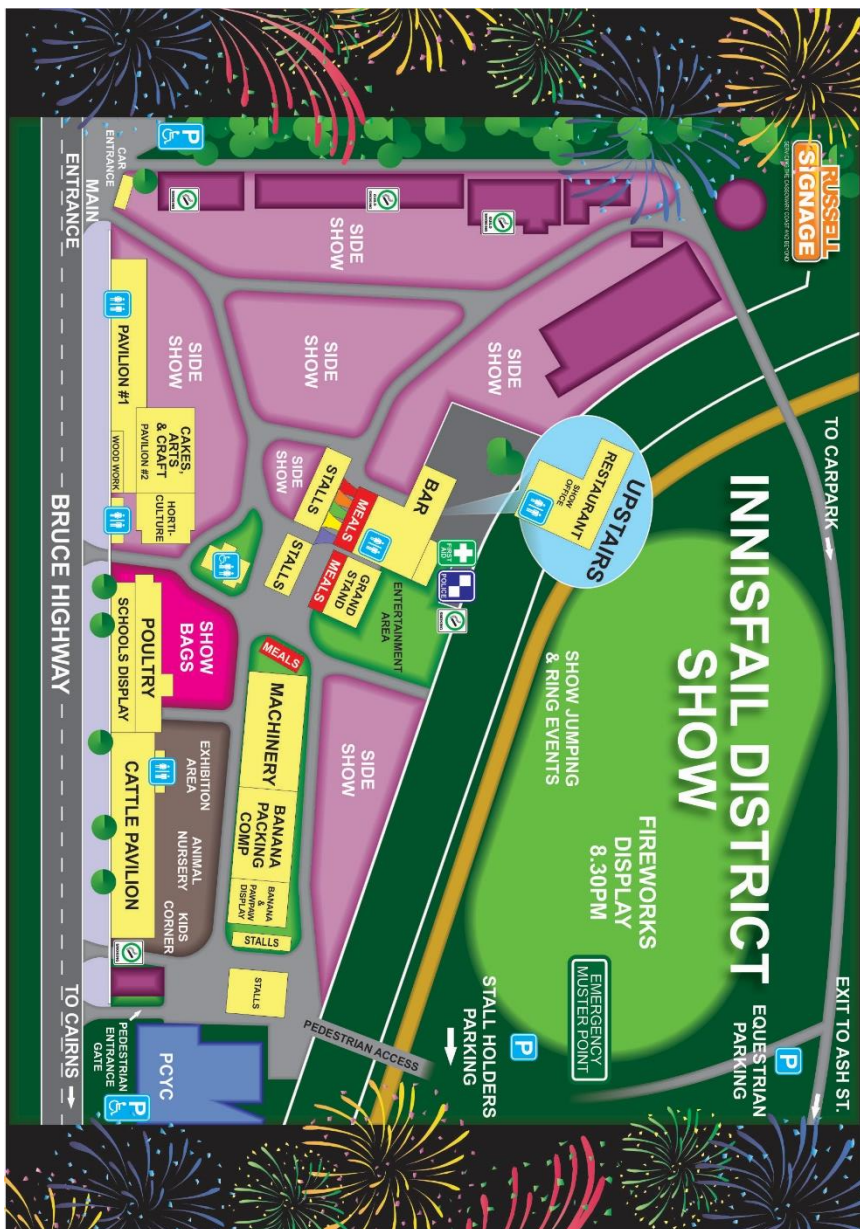 RUSSELL
SIGNAGE
TO CARPARK
EXIT TO ASH ST.
INNISFAIL DISTRICT
SHOW
EQUESTRIAN
PARKING
P
UPSTAIRS
RESTAURANT
SHOW
OFFICE
FIREWORKS
DISPLAY
8.30PM
SHOW JUMPING
& RING EVENTS
EMERGENCY
MUSTER POINT
P
STALL HOLDERS
PARKING
SIDE
SHOW
BAR
FIRST
AID
POLICE
ENTERTAINMENT
AREA
GRAND
STAND
MEALS
MEALS
STALLS
STALLS
SIDE
SHOW
SIDE
SHOW
SIDE
SHOW
SIDE
SHOW
PEDESTRIAN ACCESS
MEALS
MACHINERY
BANANA
PACKING
COMP
BANANA &
PAWPAW
DISPLAY
STALLS
STALLS
SIDE
SHOW
SHOW
BAGS
EXHIBITION
AREA
ANIMAL
NURSERY
KIDS
CORNER
P
CAR
ENTRANCE
PAVILION #1
CAKES,
ARTS
& CRAFT
PAVILION #2
WOOD WORK
HORTI-
CULTURE
POULTRY
SCHOOLS DISPLAY
CATTLE PAVILION
PCYC
P
PEDESTRIAN
ENTRANCE
GATE
MAIN
ENTRANCE
BRUCE HIGHWAY
TO CAIRNS